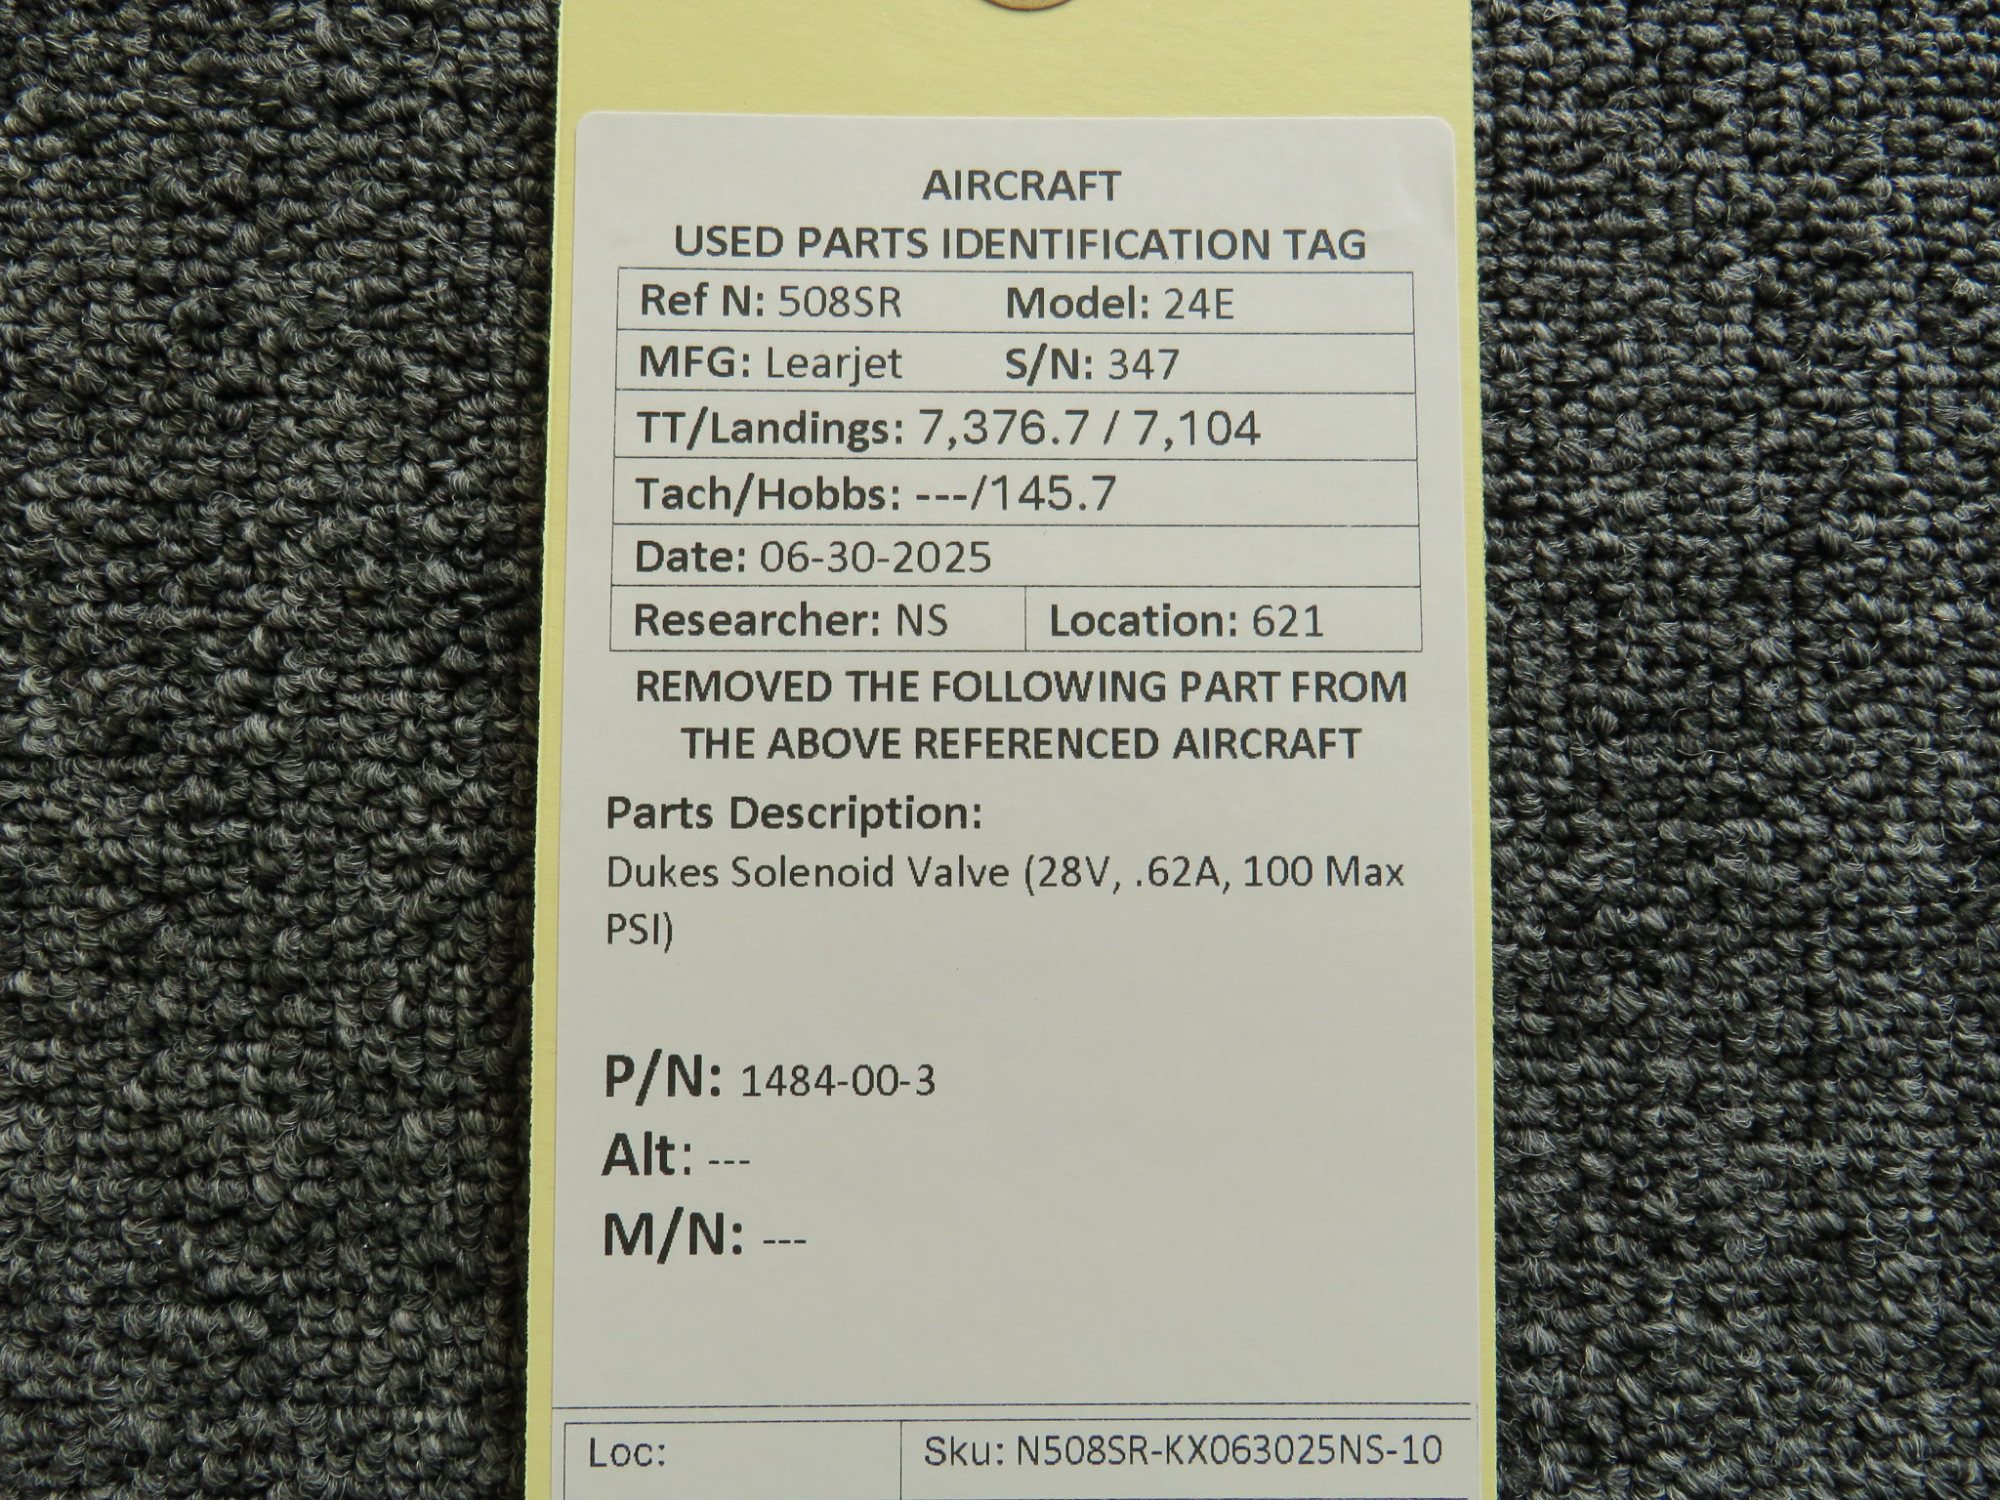 AIRCRAFT
USED PARTS IDENTIFICATION TAG
Ref N: 508SR Model: 24E
MFG: Learjet S/N: 347
TT/Landings: 7,376.7 / 7,104
Tach/Hobbs: ---/145.7
Date: 06-30-2025
Researcher: NS Location: 621
REMOVED THE FOLLOWING PART FROM
THE ABOVE REFERENCED AIRCRAFT
Parts Description:
Dukes Solenoid Valve (28V, .62A, 100 Max
PSI)
P/N: 1484-00-3
Alt: ---
M/N: ---
Loc: Sku: N508SR-KX063025NS-10